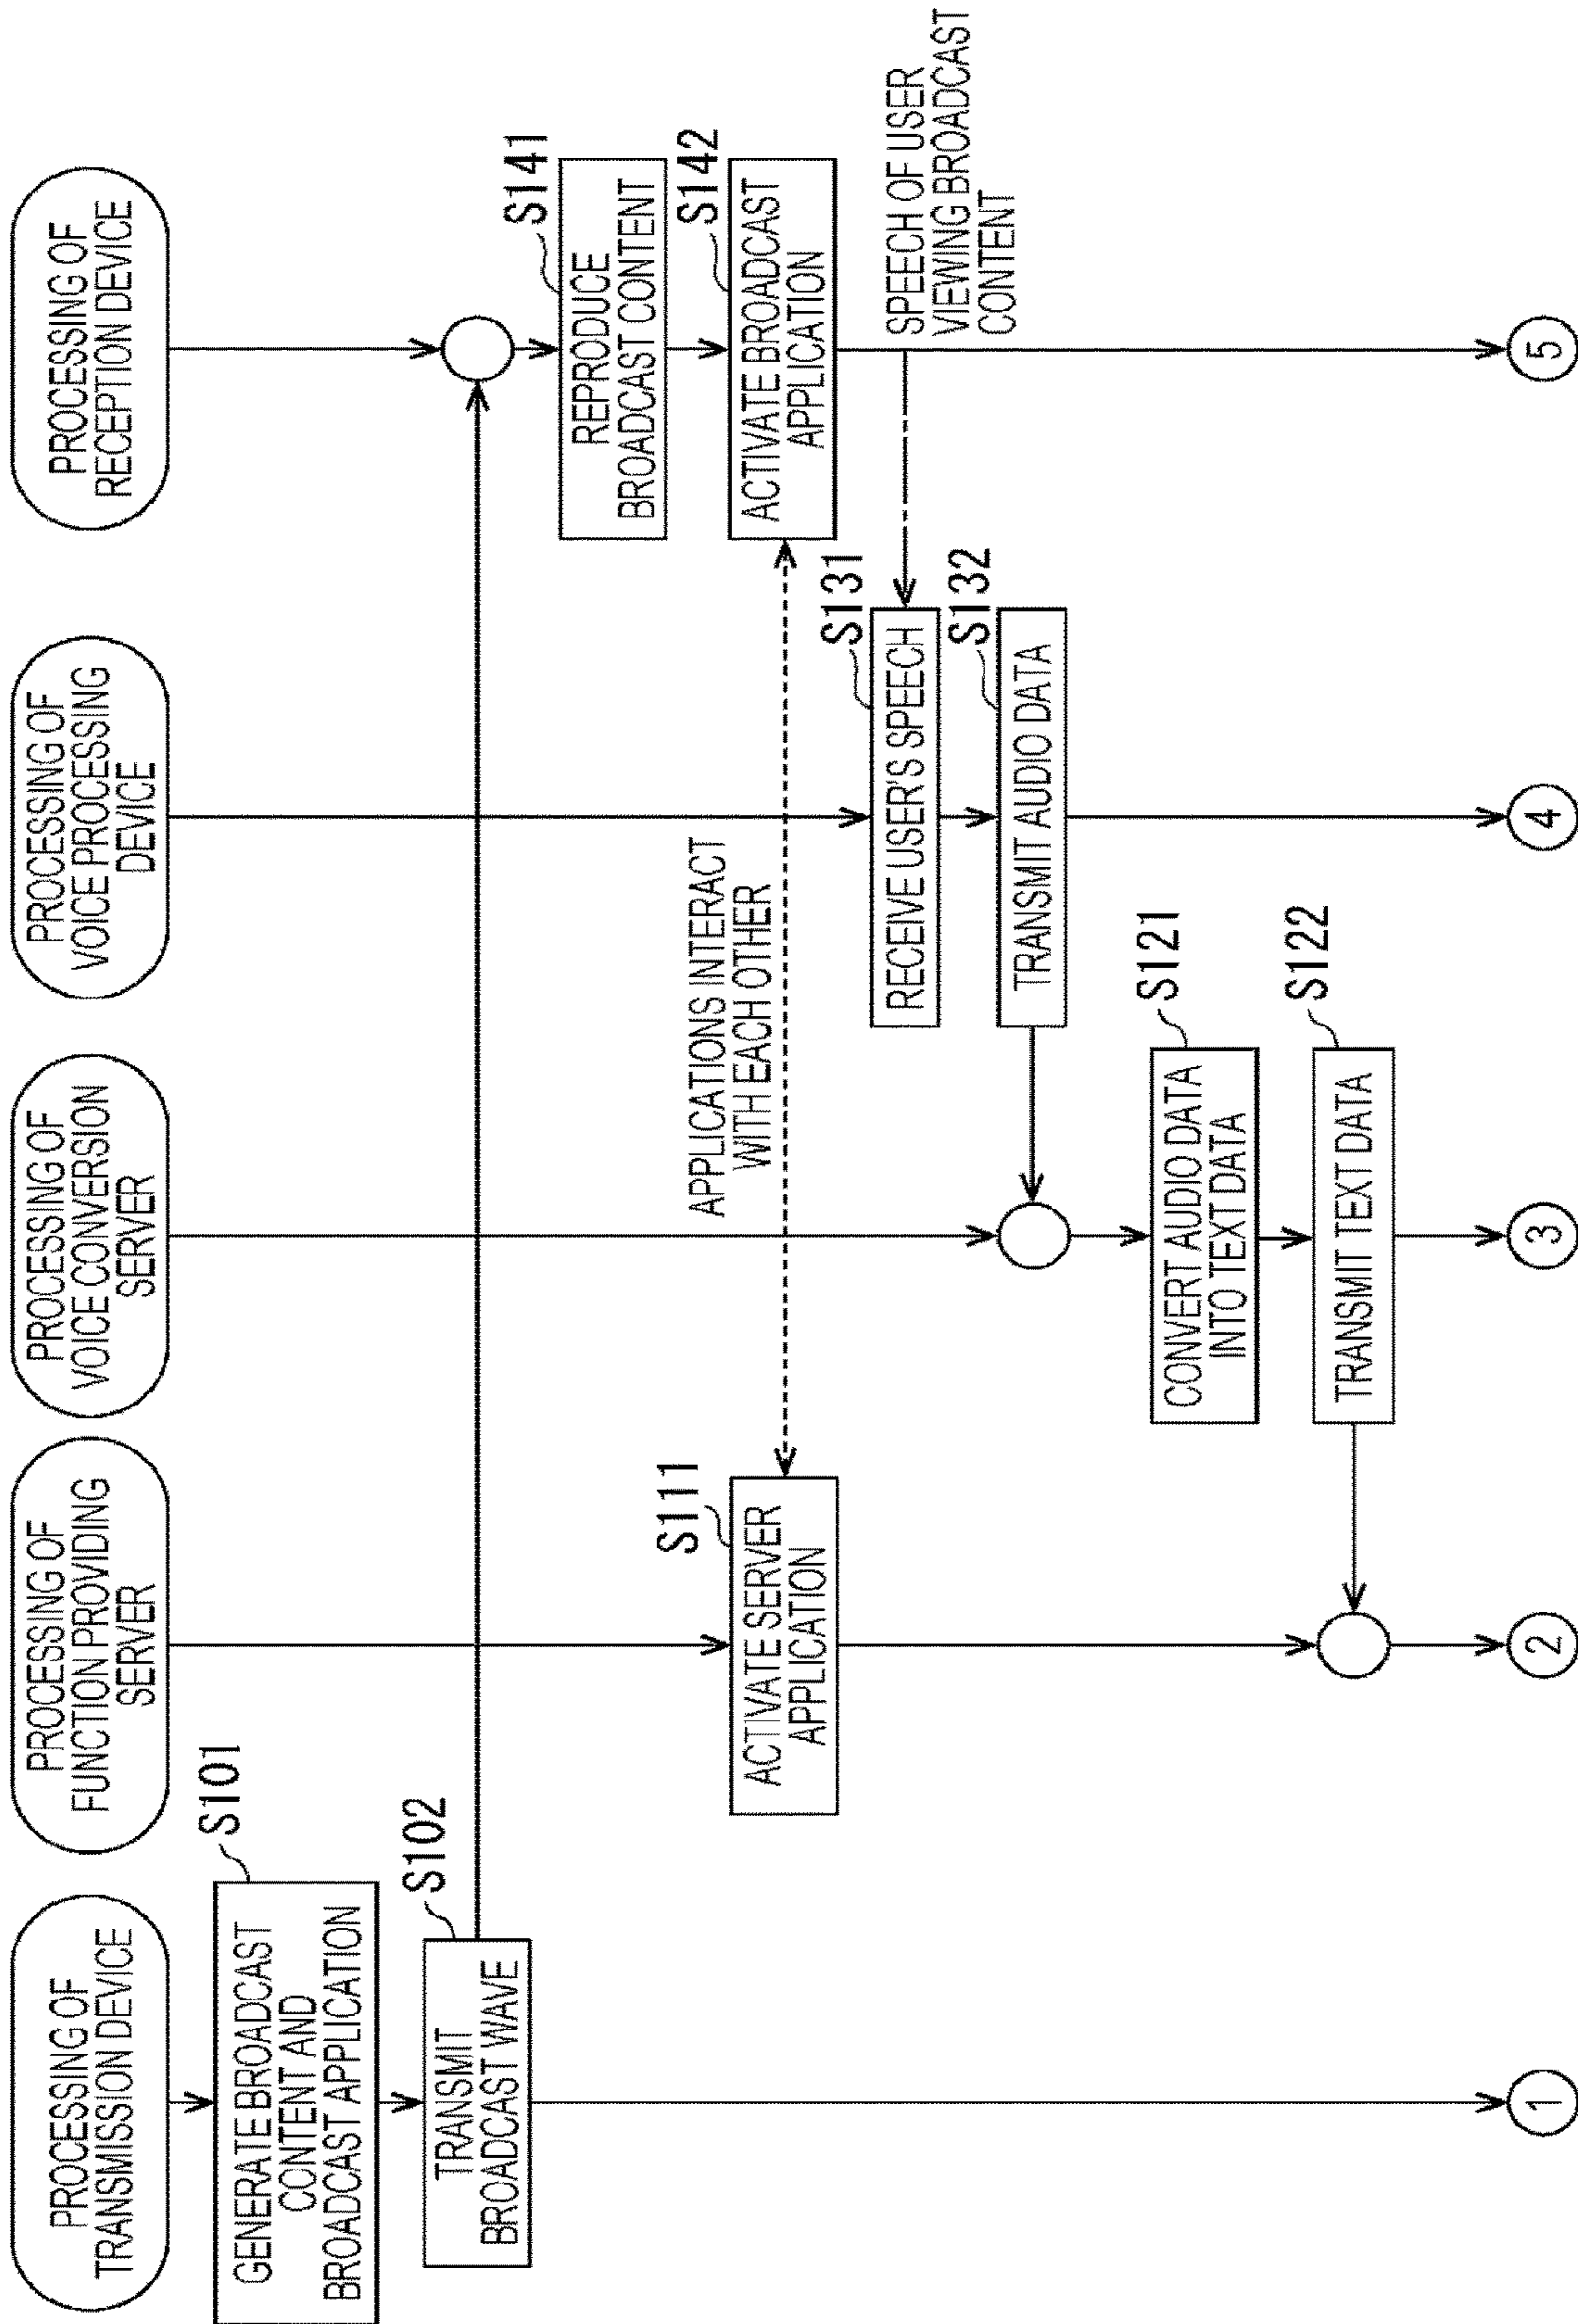 PROCESSING OF
TRANSMISSION DEVICE
PROCESSING OF
FUNCTION PROVIDING
SERVER
PROCESSING OF
VOICE CONVERSION
SERVER
PROCESSING OF
VOICE PROCESSING
DEVICE
PROCESSING OF
RECEPTION DEVICE
S101
GENERATE BROADCAST
CONTENT AND
BROADCAST APPLICATION
S102
TRANSMIT
BROADCAST WAVE
S141
REPRODUCE
BROADCAST CONTENT
S111
ACTIVATE SERVER
APPLICATION
APPLICATIONS INTERACT
WITH EACH OTHER
S142
ACTIVATE BROADCAST
APPLICATION
SPEECH OF USER
VIEWING BROADCAST
CONTENT
S131
RECEIVE USER'S SPEECH
S132
TRANSMIT AUDIO DATA
S121
CONVERT AUDIO DATA
INTO TEXT DATA
S122
TRANSMIT TEXT DATA
1
2
3
4
5